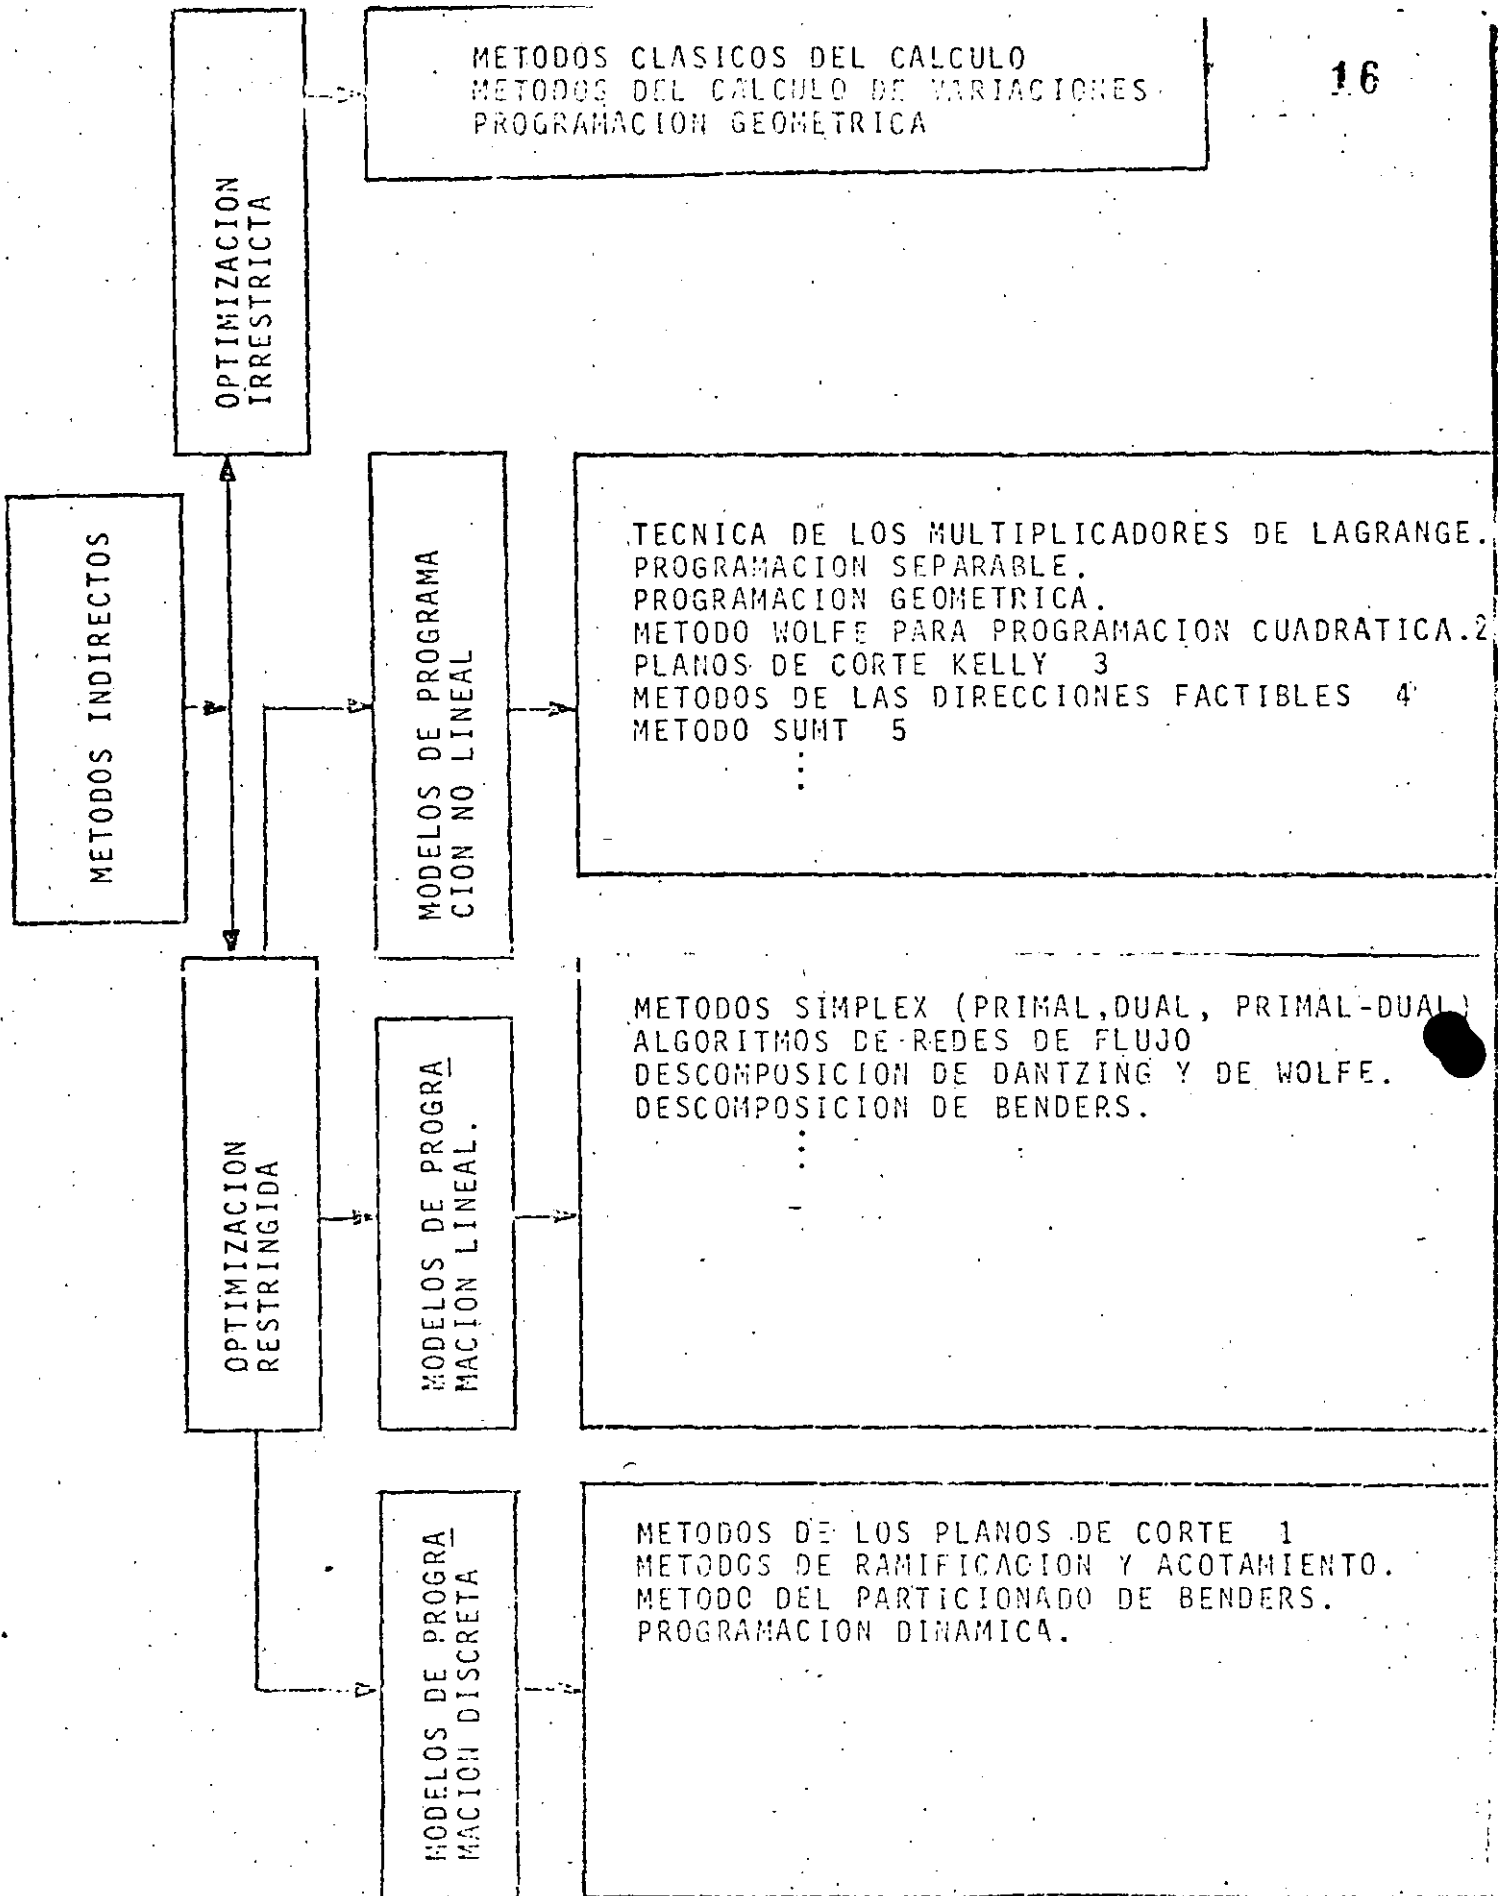 16
METODOS INDIRECTOS
OPTIMIZACION
IRRESTRICTA
METODOS CLASICOS DEL CALCULO
METODOS DEL CALCULO DE VARIACIONES
PROGRAMACION GEOMETRICA
OPTIMIZACION
RESTRINGIDA
MODELOS DE PROGRAMA
CION NO LINEAL
TECNICA DE LOS MULTIPLICADORES DE LAGRANGE.
PROGRAMACION SEPARABLE.
PROGRAMACION GEOMETRICA.
METODO WOLFE PARA PROGRAMACION CUADRATICA.2
PLANOS DE CORTE KELLY 3
METODOS DE LAS DIRECCIONES FACTIBLES 4
METODO SUMT 5
⋮
MODELOS DE PROGRA
MACION LINEAL.
METODOS SIMPLEX (PRIMAL,DUAL, PRIMAL-DUAL)
ALGORITMOS DE REDES DE FLUJO
DESCOMPOSICION DE DANTZING Y DE WOLFE.
DESCOMPOSICION DE BENDERS.
⋮
MODELOS DE PROGRA
MACION DISCRETA
METODOS DE LOS PLANOS DE CORTE 1
METODOS DE RAMIFICACION Y ACOTAMIENTO.
METODO DEL PARTICIONADO DE BENDERS.
PROGRAMACION DINAMICA.